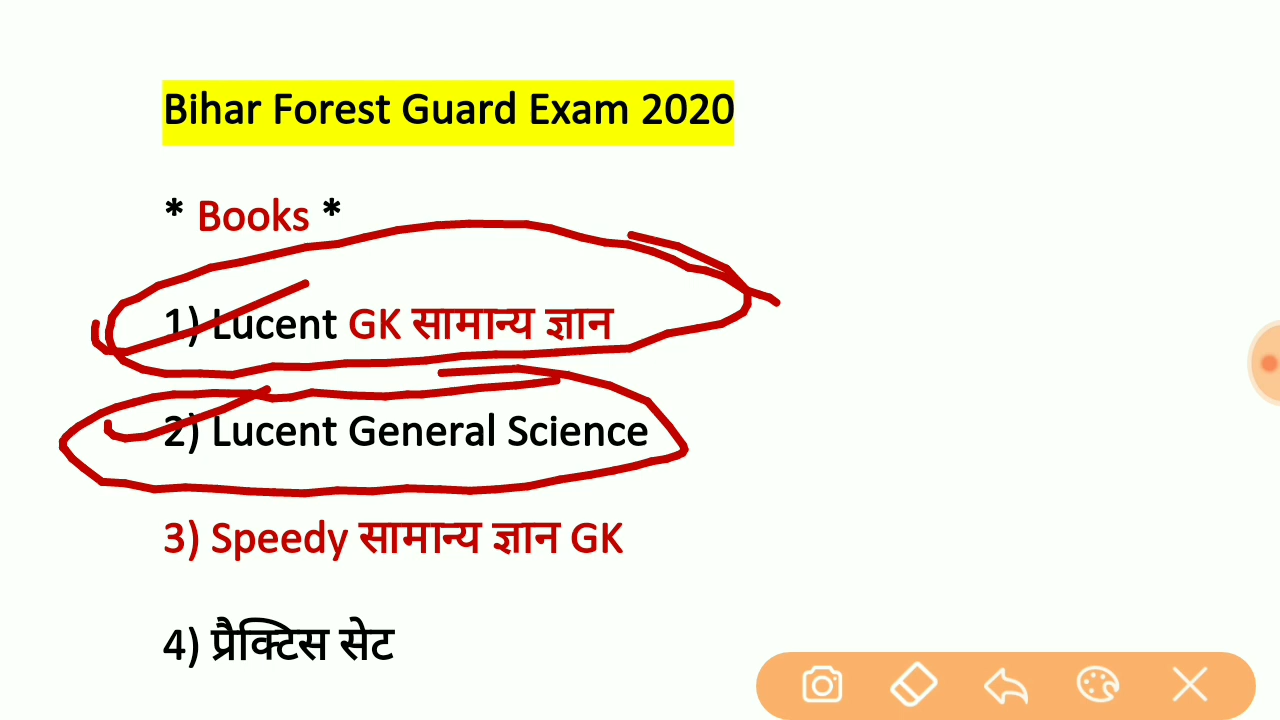 Bihar Forest Guard Exam 2020
* Books *
1) Lucent GK सामान्य ज्ञान
2) Lucent General Science
3) Speedy सामान्य ज्ञान GK
4) प्रैक्टिस सेट